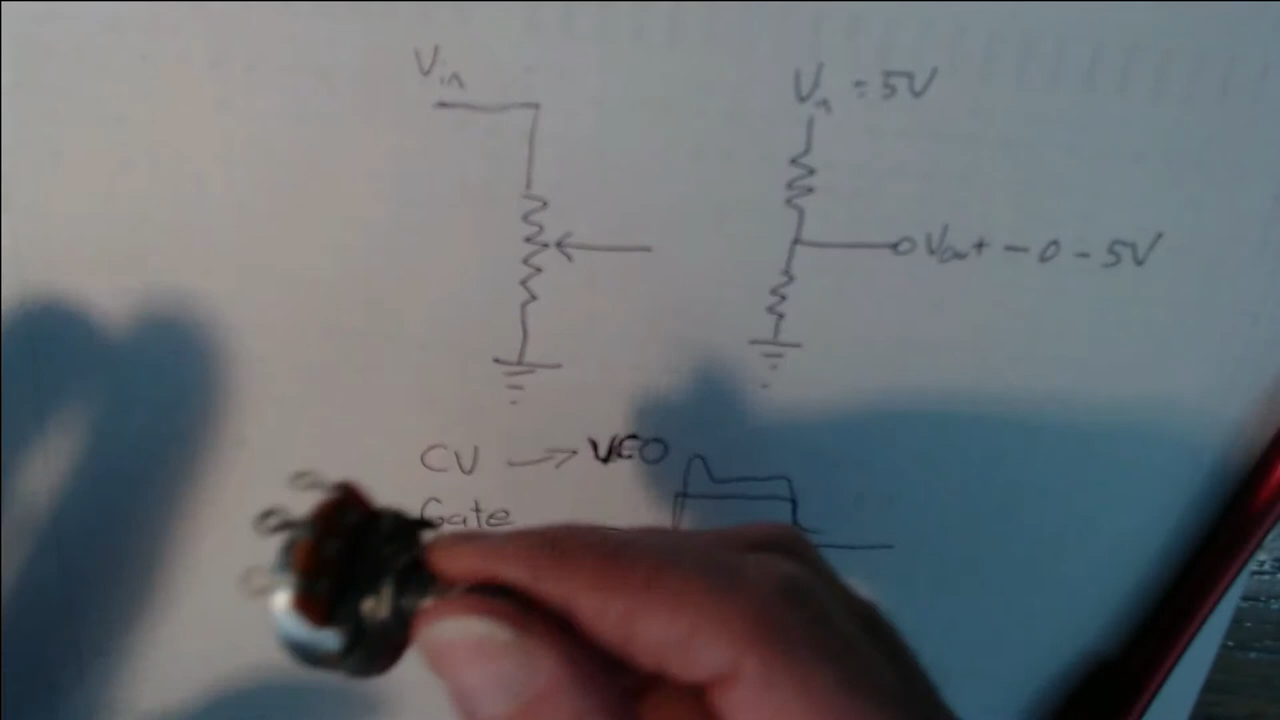 Vin
Vin = 5V
Vout - 0 - 5V
CV → VCO
Gate